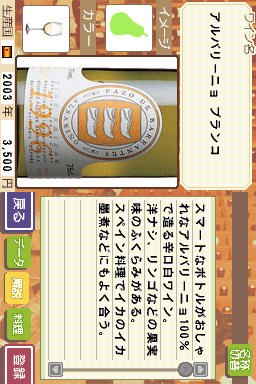 ワイン名
アルバリーニョ ブランコ
イメージ
カラー
生産国
2003 年 3,500 円
PAZO DE BARRANTES
ALBARIÑO
スマートなボトルがおしゃ
れなアルバリーニョ100%
で造る辛口白ワイン。
洋ナシ、リンゴなどの果実
味のふくらみがある。
スペイン料理でイカのイカ
墨煮などにもよく合う。
名称切替
戻る
データ
解説
料理
登録